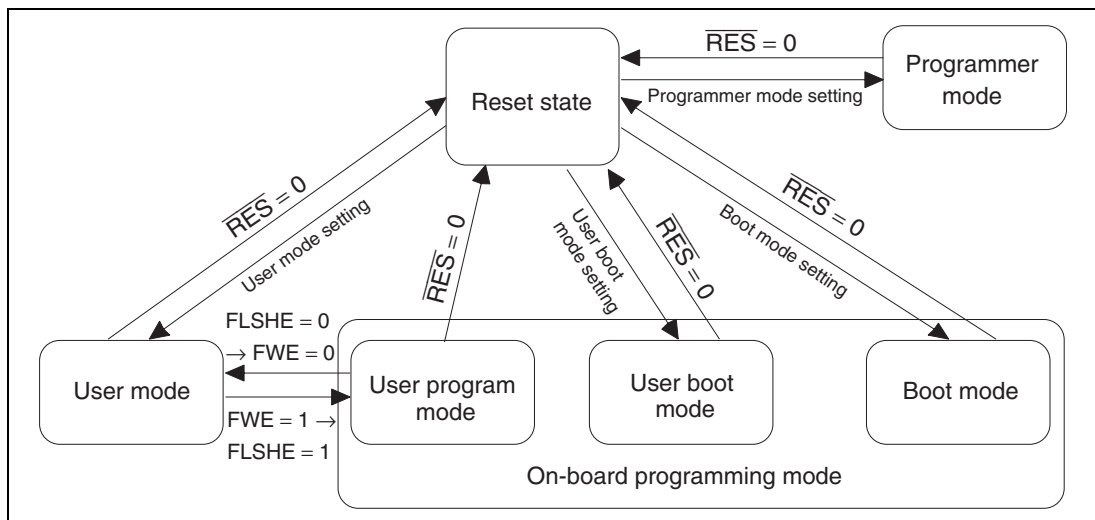 RES = 0
Programmer mode setting
Programmer
mode
Reset state
RES = 0
User mode setting
RES = 0
User boot
mode setting
RES = 0
RES = 0
Boot mode setting
FLSHE = 0
→ FWE = 0
FWE = 1 →
FLSHE = 1
User mode
User program
mode
User boot
mode
Boot mode
On-board programming mode